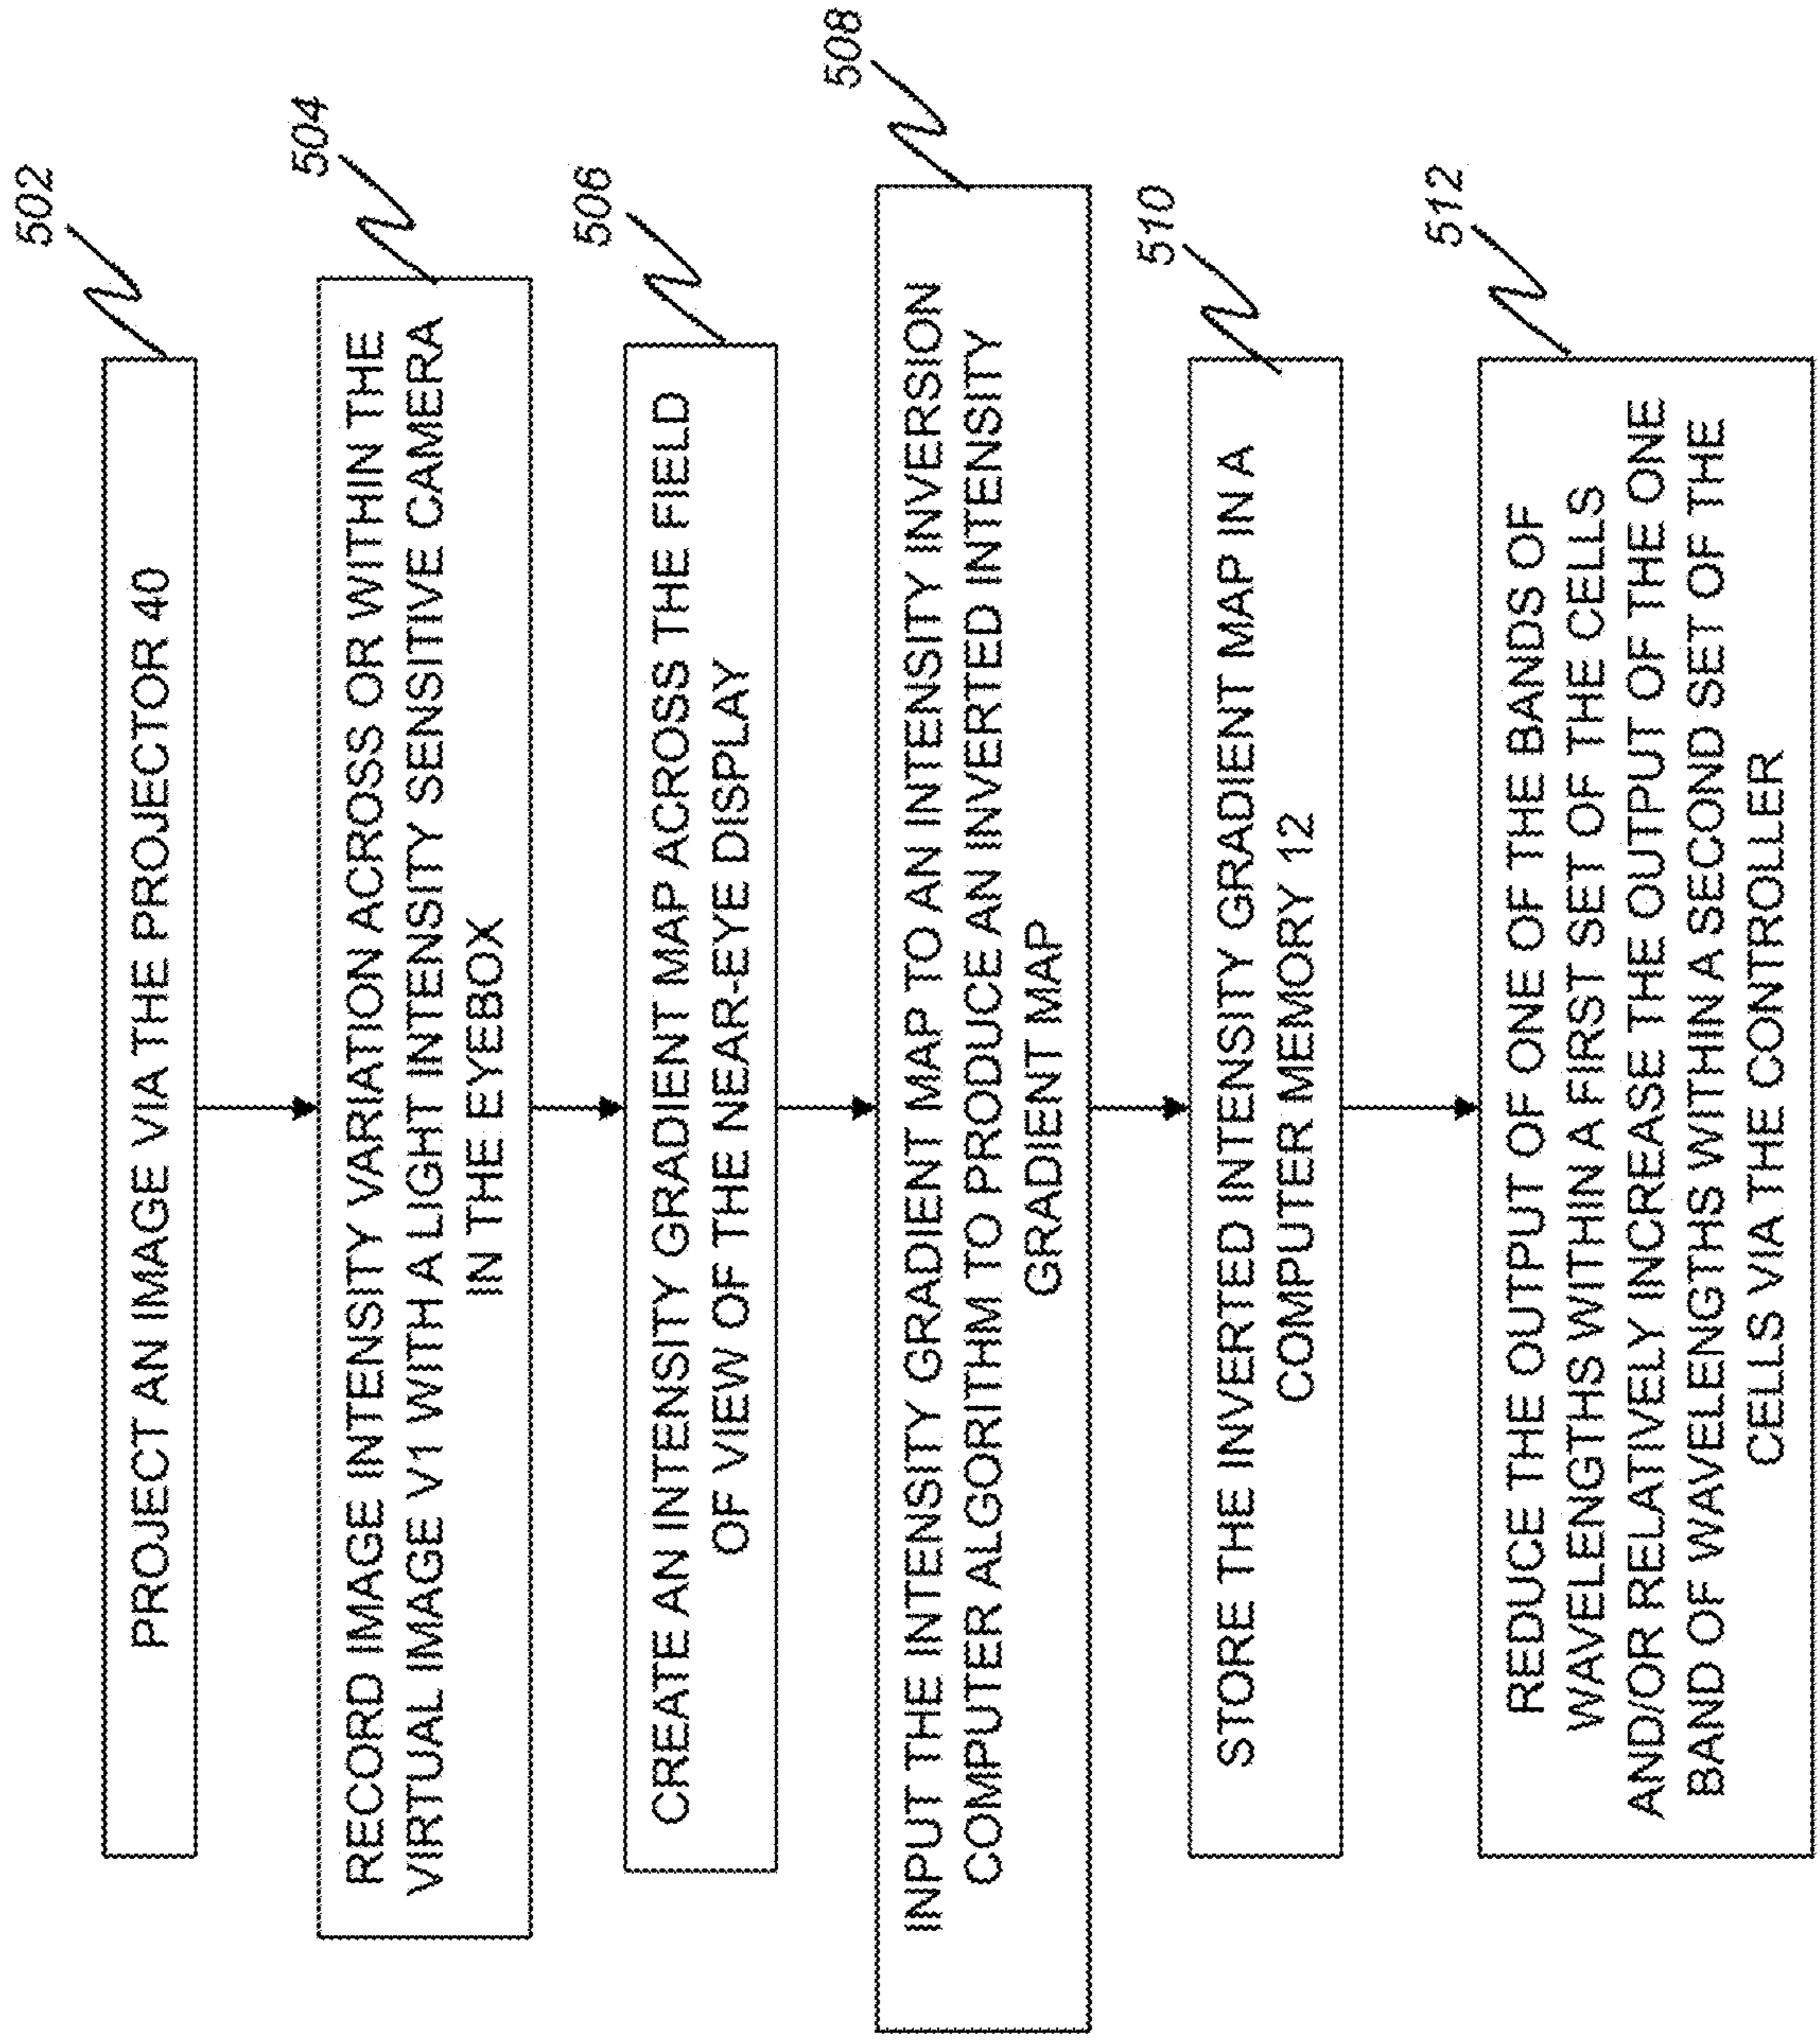 502
PROJECT AN IMAGE VIA THE PROJECTOR 40
504
RECORD IMAGE INTENSITY VARIATION ACROSS OR WITHIN THE
VIRTUAL IMAGE V1 WITH A LIGHT INTENSITY SENSITIVE CAMERA
IN THE EYEBOX
506
CREATE AN INTENSITY GRADIENT MAP ACROSS THE FIELD
OF VIEW OF THE NEAR-EYE DISPLAY
508
INPUT THE INTENSITY GRADIENT MAP TO AN INTENSITY INVERSION
COMPUTER ALGORITHM TO PRODUCE AN INVERTED INTENSITY
GRADIENT MAP
510
STORE THE INVERTED INTENSITY GRADIENT MAP IN A
COMPUTER MEMORY 12
512
REDUCE THE OUTPUT OF ONE OF THE BANDS OF
WAVELENGTHS WITHIN A FIRST SET OF THE CELLS
AND/OR RELATIVELY INCREASE THE OUTPUT OF THE ONE
BAND OF WAVELENGTHS WITHIN A SECOND SET OF THE
CELLS VIA THE CONTROLLER